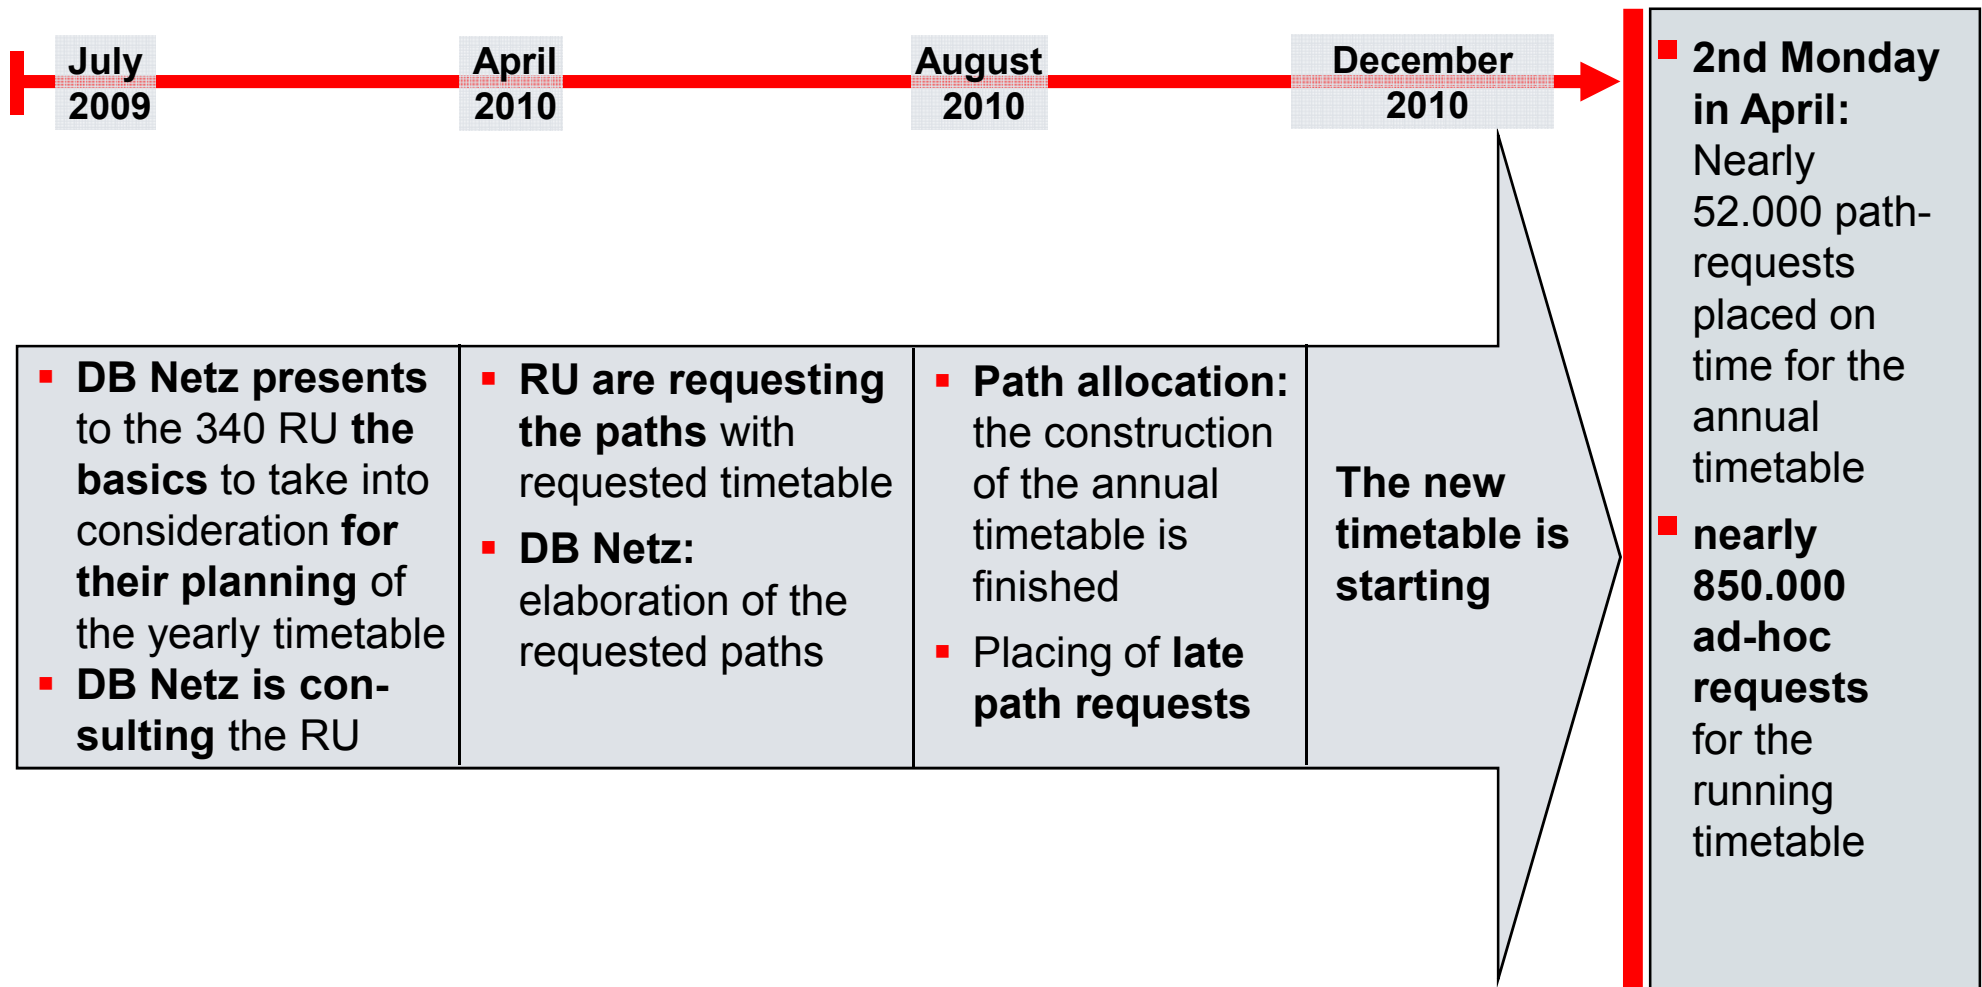 July
2009
April
2010
August
2010
December
2010
DB Netz presents
to the 340 RU the
basics to take into
consideration for
their planning of
the yearly timetable
DB Netz is con-
sulting the RU
RU are requesting
the paths with
requested timetable
DB Netz:
elaboration of the
requested paths
Path allocation:
the construction
of the annual
timetable is
finished
Placing of late
path requests
The new
timetable is
starting
2nd Monday
in April:
Nearly
52.000 path-
requests
placed on
time for the
annual
timetable
nearly
850.000
ad-hoc
requests
for the
running
timetable